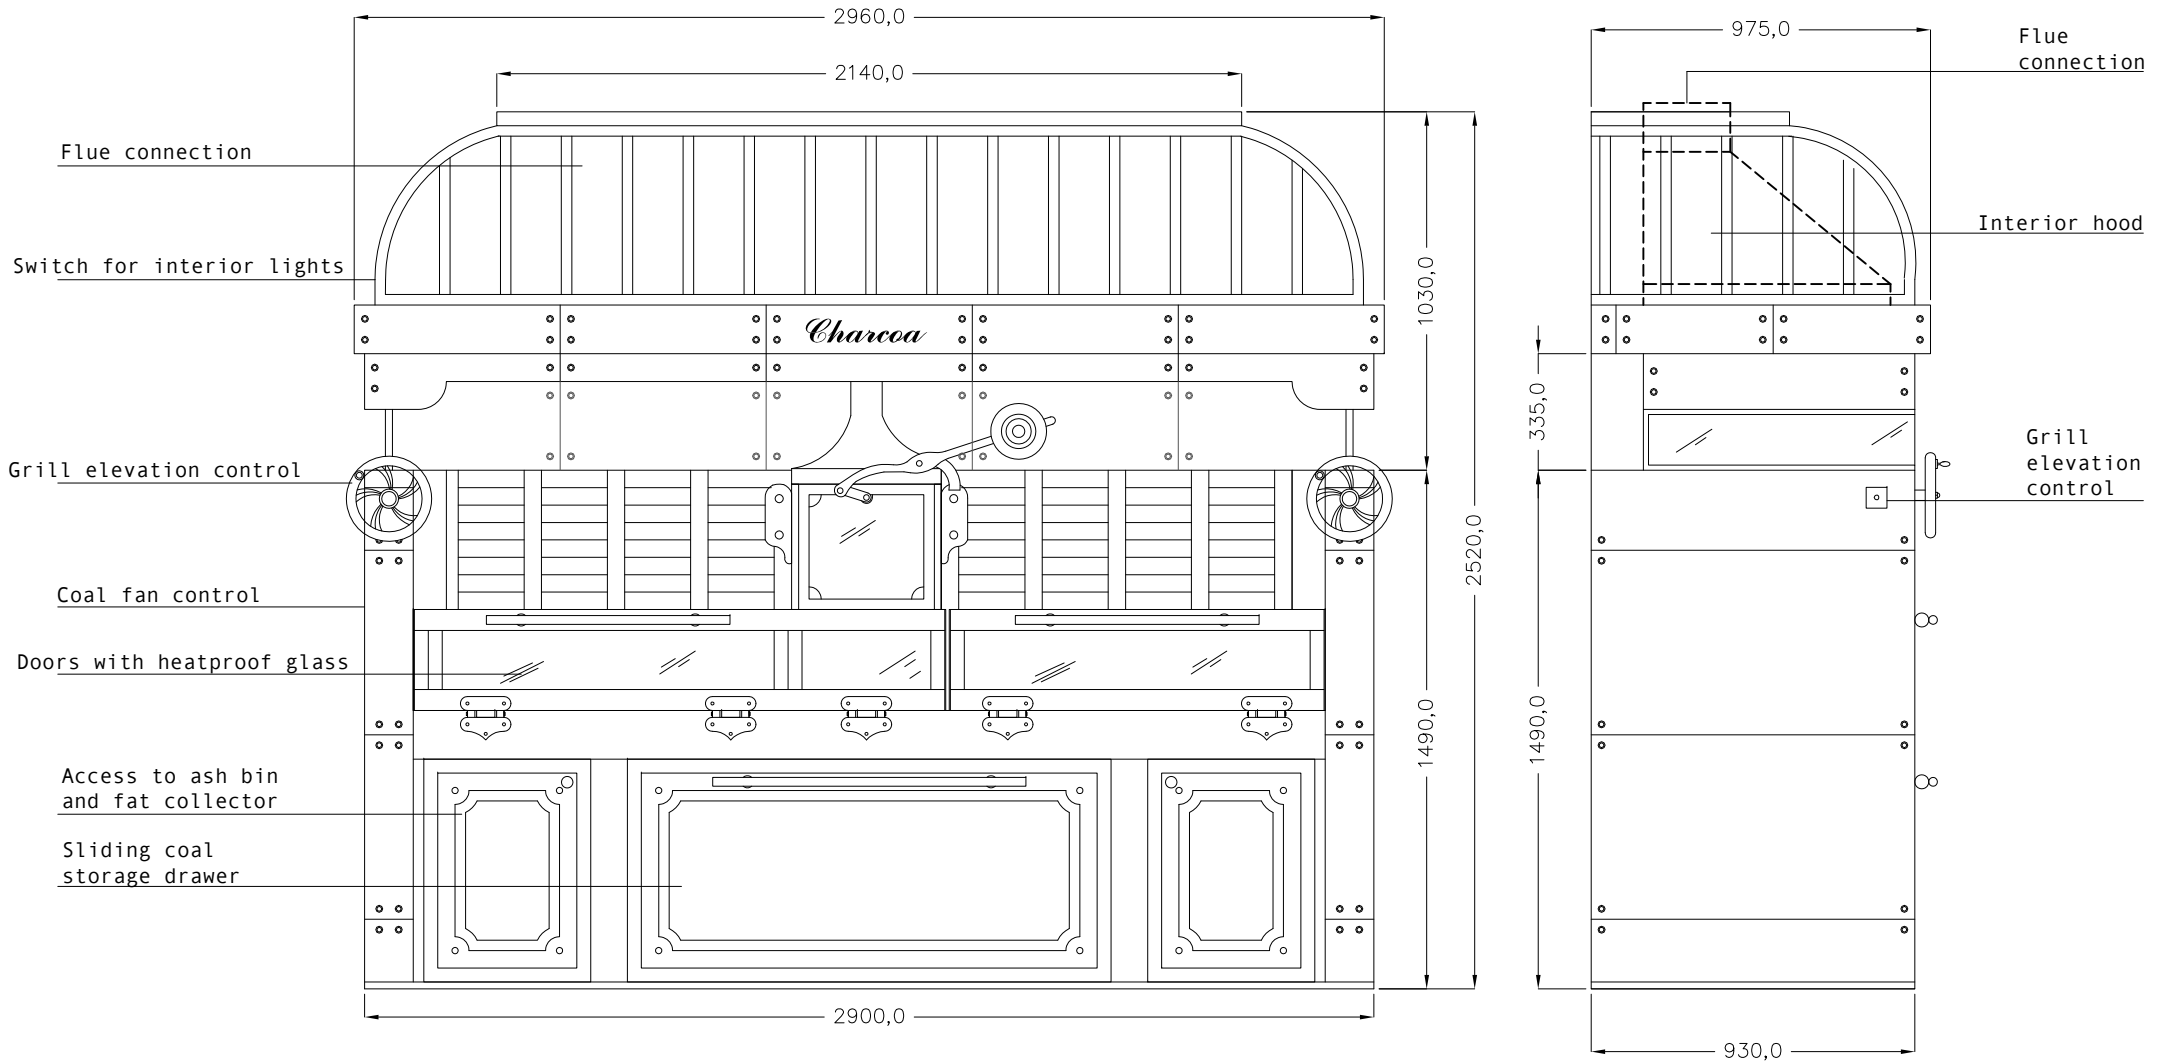 2960,0
975,0
Flue
connection
2140,0
Flue connection
Interior hood
Switch for interior lights
1030,0
Charcoa
335,0
Grill elevation control
Grill
elevation
control
2520,0
Coal fan control
Doors with heatproof glass
1490,0
1490,0
Access to ash bin
and fat collector
Sliding coal
storage drawer
2900,0
930,0